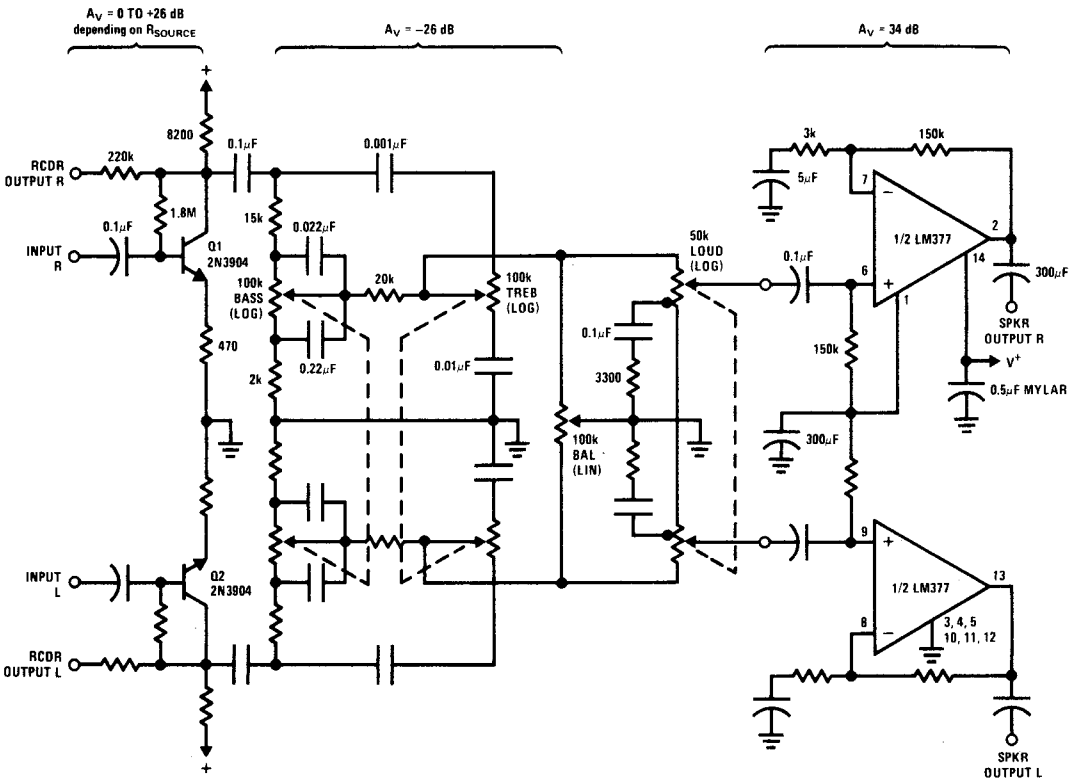 A_V = 0 TO +26 dB
depending on R_SOURCE
A_V = −26 dB
A_V = 34 dB
+
8200
0.1μF
0.001μF
3k
150k
RCDR
OUTPUT R
220k
5μF
7
−
1.8M
15k
0.022μF
0.1μF
INPUT
R
Q1
2N3904
50k
LOUD
(LOG)
1/2 LM377
2
14
0.1μF
6
+
1
300μF
100k
BASS
(LOG)
20k
100k
TREB
(LOG)
SPKR
OUTPUT R
470
0.22μF
0.1μF
150k
V+
0.01μF
2k
3300
0.5μF MYLAR
300μF
100k
BAL
(LIN)
9
+
INPUT
L
Q2
2N3904
1/2 LM377
13
8
−
3, 4, 5
10, 11, 12
RCDR
OUTPUT L
+
SPKR
OUTPUT L